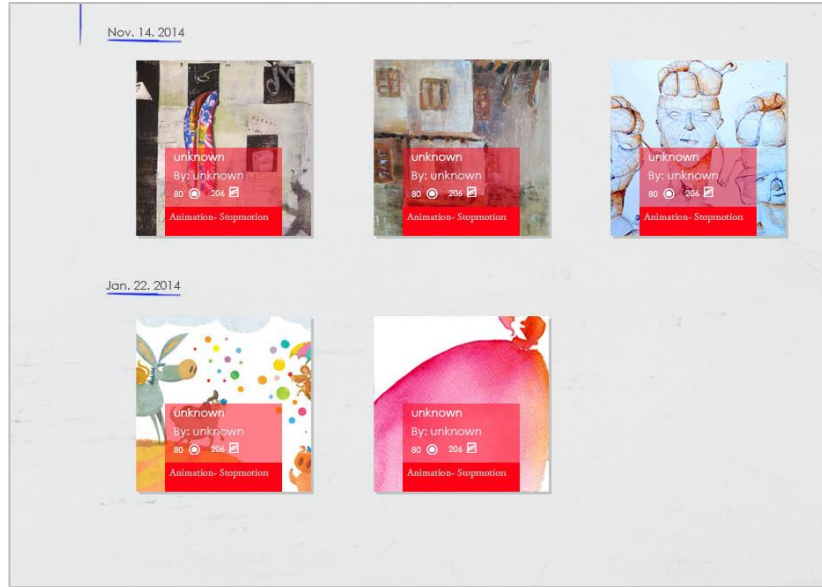 Nov. 14. 2014
unknown
By: unknown
80 206
Animation- Stopmotion
unknown
By: unknown
80 206
Animation- Stopmotion
unknown
By: unknown
80 206
Animation- Stopmotion
Jan. 22. 2014
unknown
By: unknown
80 206
Animation- Stopmotion
unknown
By: unknown
80 206
Animation- Stopmotion